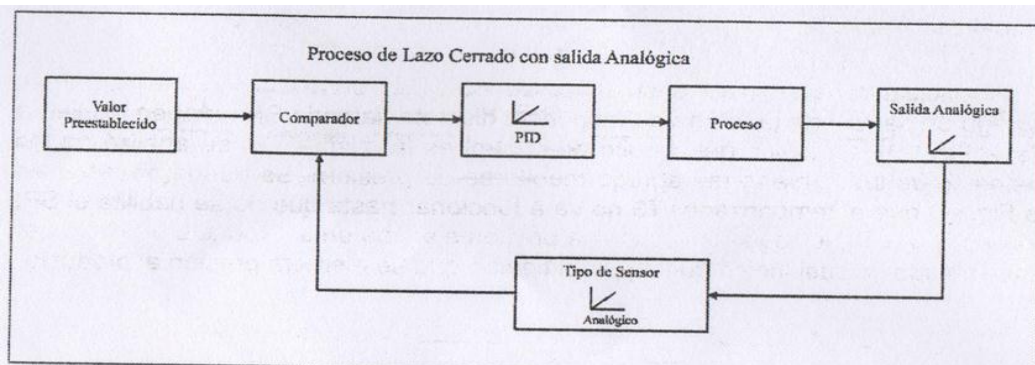 Proceso de Lazo Cerrado con salida Analógica
Valor
Preestablecido
Comparador
PID
Proceso
Salida Analógica
Tipo de Sensor
Analógico